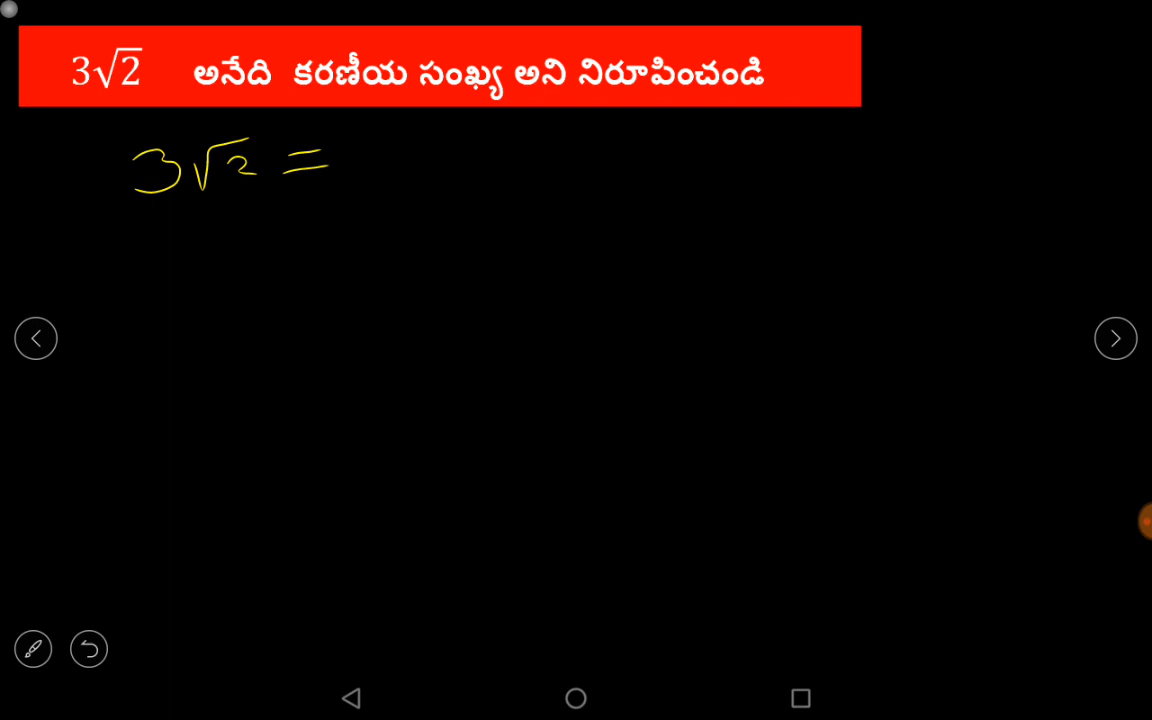 3√2 అనేది కరణీయ సంఖ్య అని నిరూపించండి
3√2 =